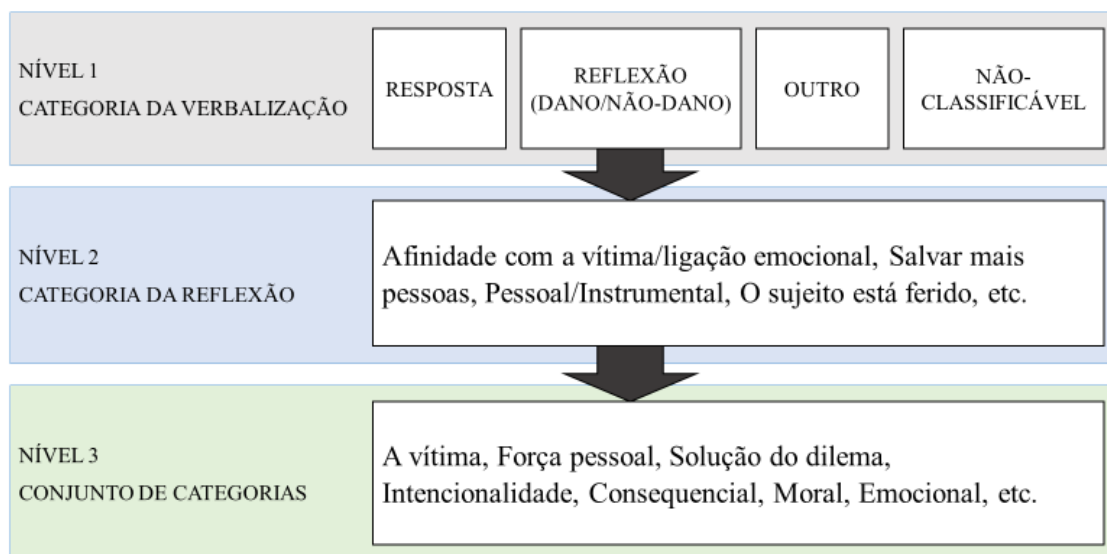 NÍVEL 1
CATEGORIA DA VERBALIZAÇÃO
RESPOSTA
REFLEXÃO
(DANO/NÃO-DANO)
OUTRO
NÃO-
CLASSIFICÁVEL
NÍVEL 2
CATEGORIA DA REFLEXÃO
Afinidade com a vítima/ligação emocional, Salvar mais
pessoas, Pessoal/Instrumental, O sujeito está ferido, etc.
NÍVEL 3
CONJUNTO DE CATEGORIAS
A vítima, Força pessoal, Solução do dilema,
Intencionalidade, Consequencial, Moral, Emocional, etc.